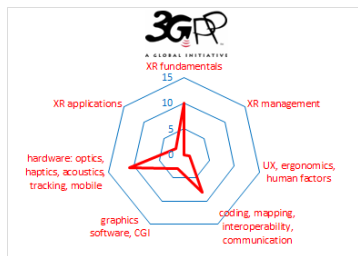 3GPP
A GLOBAL INITIATIVE
XR fundamentals
15
XR applications
10
XR management
5
0
hardware: optics,
haptics, acoustics,
tracking, mobile
UX, ergonomics,
human factors
graphics
software, CGI
coding, mapping,
interoperability,
communication